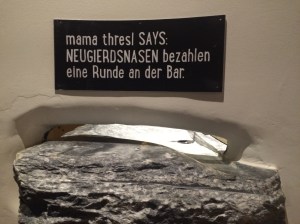 mama thresl SAYS:
NEUGIERDSNASEN bezahlen
eine Runde an der Bar.